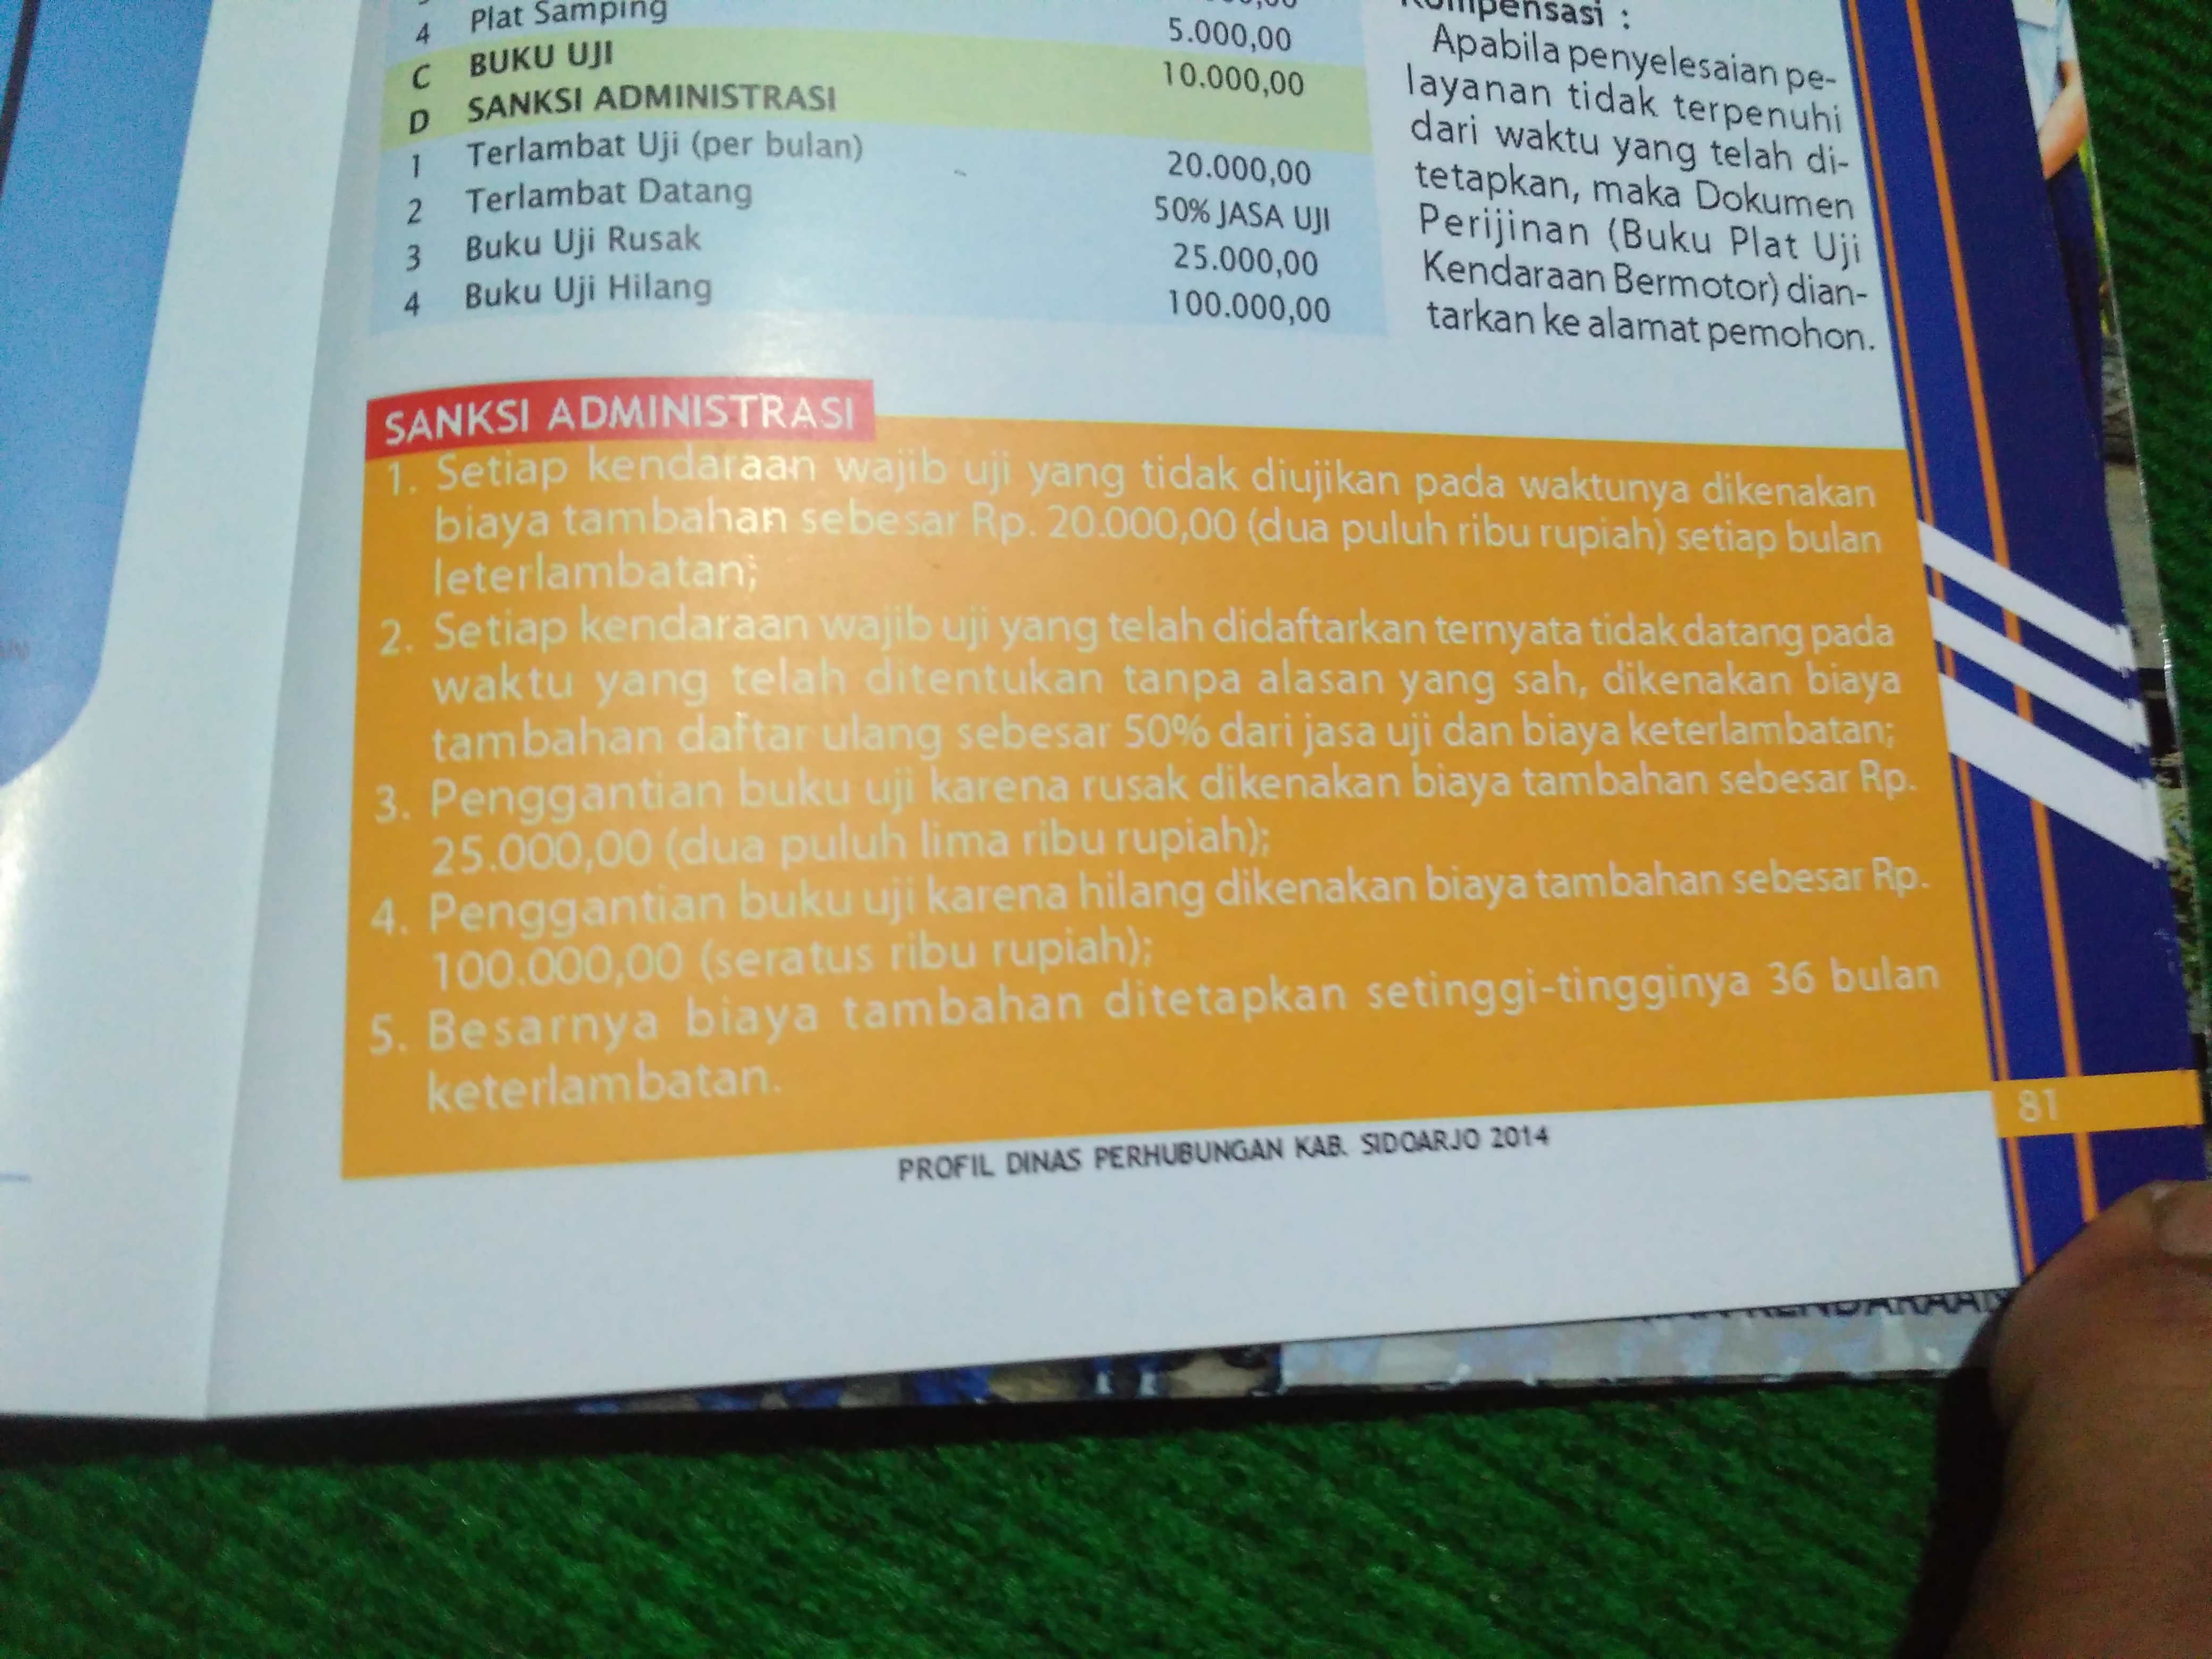 4 Plat Samping 5.000,00
C BUKU UJI 10.000,00
D SANKSI ADMINISTRASI
1 Terlambat Uji (per bulan) 20.000,00
2 Terlambat Datang 50% JASA UJI
3 Buku Uji Rusak 25.000,00
4 Buku Uji Hilang 100.000,00
Kompensasi :
Apabila penyelesaian pe-
layanan tidak terpenuhi
dari waktu yang telah di-
tetapkan, maka Dokumen
Perijinan (Buku Plat Uji
Kendaraan Bermotor) dian-
tarkan ke alamat pemohon.
SANKSI ADMINISTRASI
1. Setiap kendaraan wajib uji yang tidak diujikan pada waktunya dikenakan
biaya tambahan sebesar Rp. 20.000,00 (dua puluh ribu rupiah) setiap bulan
leterlambatan;
2. Setiap kendaraan wajib uji yang telah didaftarkan ternyata tidak datang pada
waktu yang telah ditentukan tanpa alasan yang sah, dikenakan biaya
tambahan daftar ulang sebesar 50% dari jasa uji dan biaya keterlambatan;
3. Penggantian buku uji karena rusak dikenakan biaya tambahan sebesar Rp.
25.000,00 (dua puluh lima ribu rupiah);
4. Penggantian buku uji karena hilang dikenakan biaya tambahan sebesar Rp.
100.000,00 (seratus ribu rupiah);
5. Besarnya biaya tambahan ditetapkan setinggi-tingginya 36 bulan
keterlambatan.
81
PROFIL DINAS PERHUBUNGAN KAB. SIDOARJO 2014
KENDARAAN